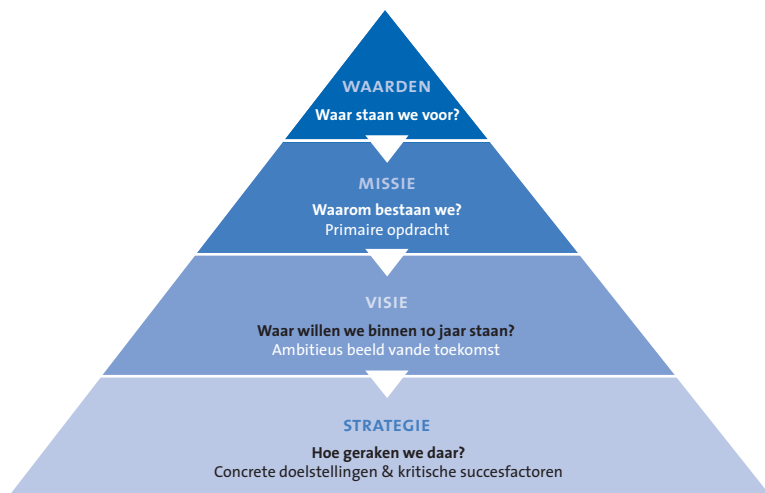 WAARDEN
Waar staan we voor?
MISSIE
Waarom bestaan we?
Primaire opdracht
VISIE
Waar willen we binnen 10 jaar staan?
Ambitieus beeld vande toekomst
STRATEGIE
Hoe geraken we daar?
Concrete doelstellingen & kritische succesfactoren